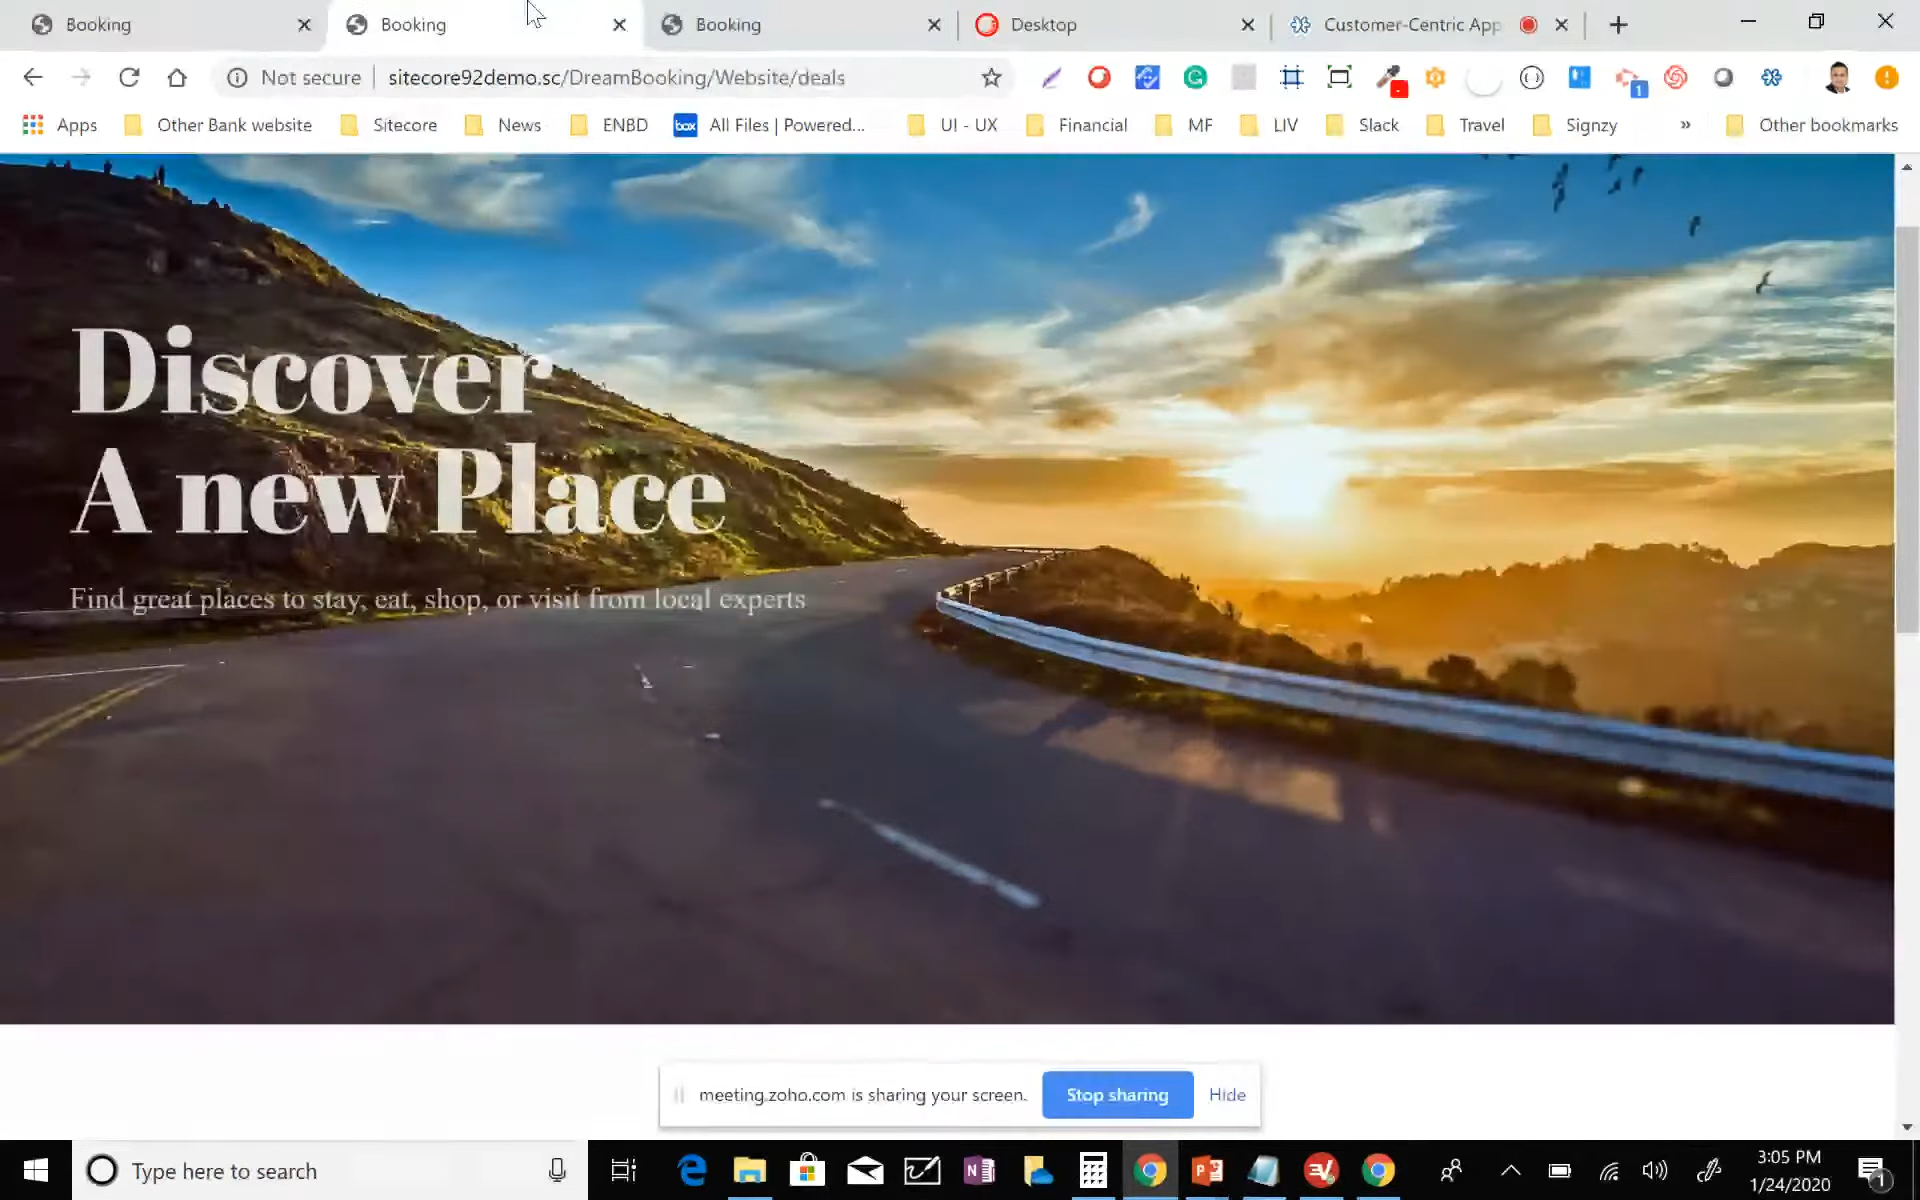 Booking
Booking
Booking
Desktop
Customer-Centric App
Not secure
sitecore92demo.sc/DreamBooking/Website/deals
1
Apps
Other Bank website
Sitecore
News
ENBD
box
All Files | Powered...
UI - UX
Financial
MF
LIV
Slack
Travel
Signzy
»
Other bookmarks
Discover
A new Place
Find great places to stay, eat, shop, or visit from local experts
meeting.zoho.com is sharing your screen.
Stop sharing
Hide
Type here to search
3:05 PM
1/24/2020
1